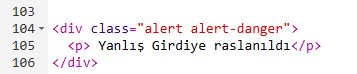 103
104 <div class="alert alert-danger">
105 <p> Yanlış Girdiye raslanıldı</p>
106 </div>